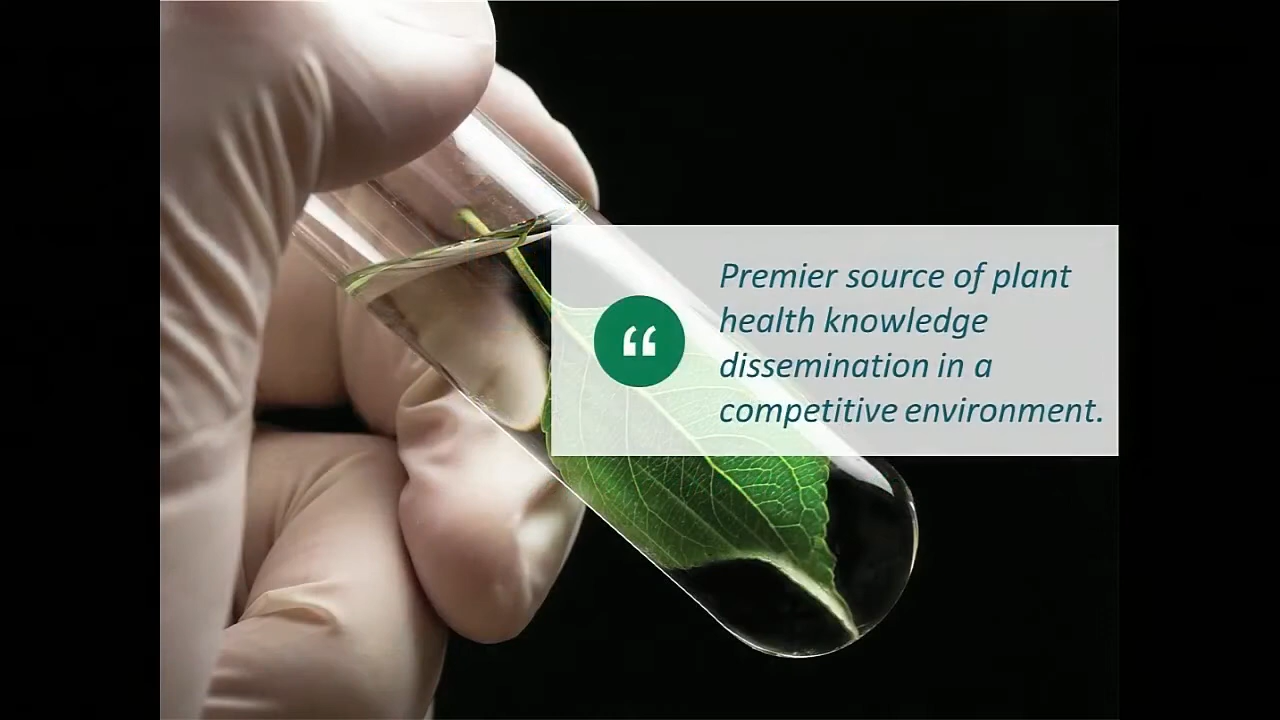 “
Premier source of plant
health knowledge
dissemination in a
competitive environment.